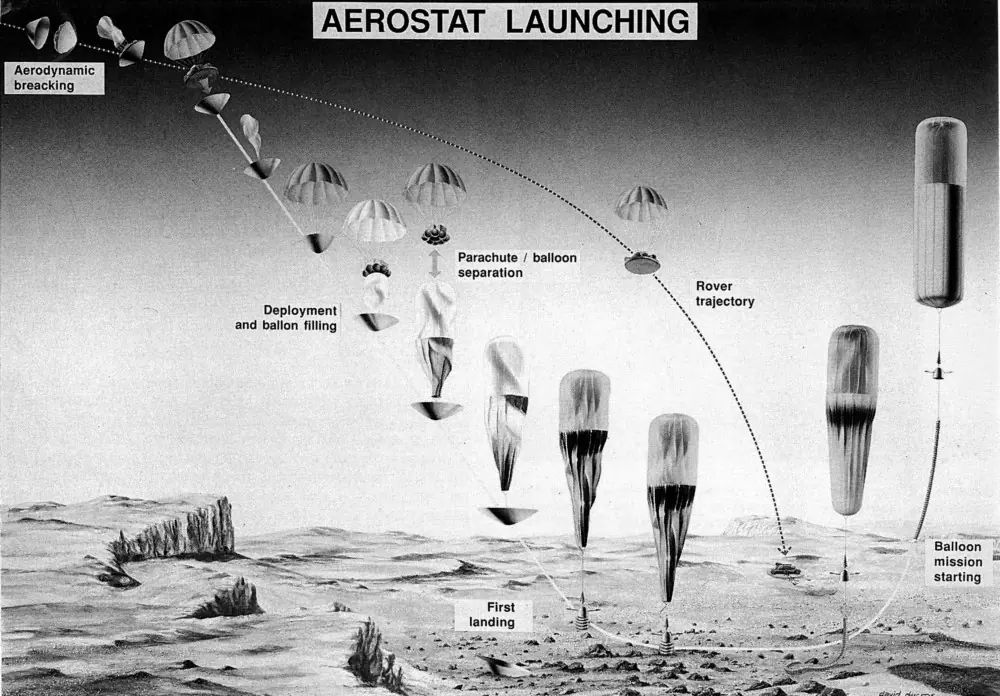 AEROSTAT LAUNCHING
Aerodynamic
breacking
Parachute / balloon
separation
Rover
trajectory
Deployment
and ballon filling
Balloon
mission
starting
First
landing